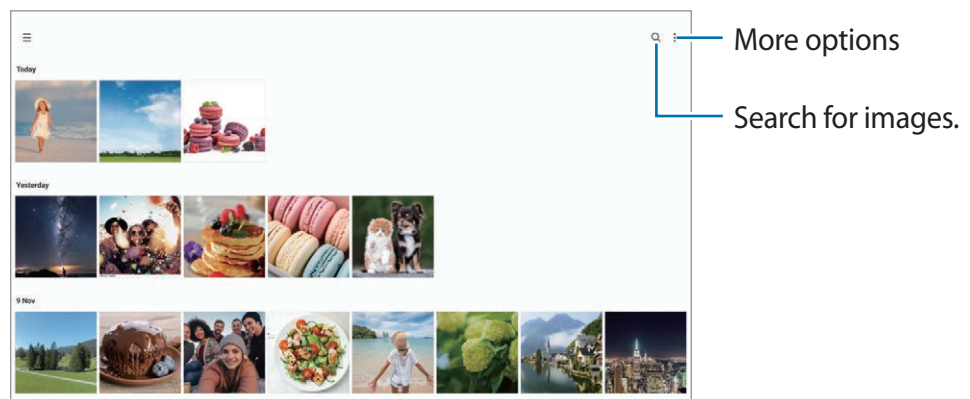 More options
Search for images.
Today
Yesterday
9 Nov